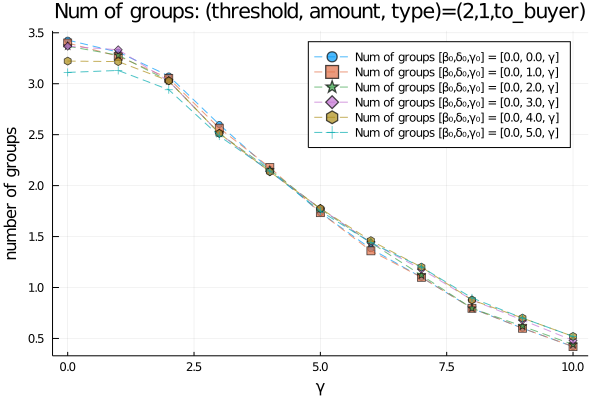 Num of groups: (threshold, amount, type)=(2,1,to_buyer)
number of groups
3.5
3.0
2.5
2.0
1.5
1.0
0.5
Num of groups [β₀,δ₀,γ₀] = [0.0, 0.0, γ]
Num of groups [β₀,δ₀,γ₀] = [0.0, 1.0, γ]
Num of groups [β₀,δ₀,γ₀] = [0.0, 2.0, γ]
Num of groups [β₀,δ₀,γ₀] = [0.0, 3.0, γ]
Num of groups [β₀,δ₀,γ₀] = [0.0, 4.0, γ]
Num of groups [β₀,δ₀,γ₀] = [0.0, 5.0, γ]
0.0 2.5 5.0 7.5 10.0
γ